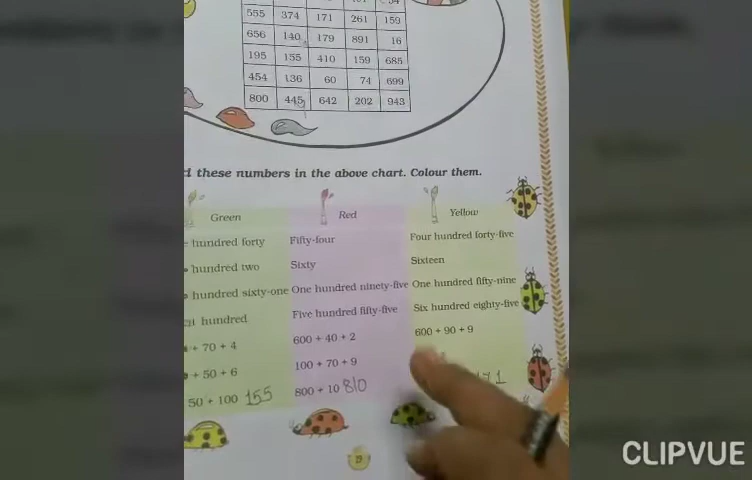 555 374 171 261 159
656 140 179 891 16
195 155 410 159 685
454 136 60 74 699
800 445 642 202 943
these numbers in the above chart. Colour them.
Green Red Yellow
hundred forty Fifty-four Four hundred forty-five
hundred two Sixty Sixteen
hundred sixty-one One hundred ninety-five One hundred fifty-nine
hundred Five hundred fifty-five Six hundred eighty-five
+ 70 + 4 600 + 40 + 2 600 + 90 + 9
+ 50 + 6 100 + 70 + 9
50 + 100 155 800 + 10 810
CLIPVUE